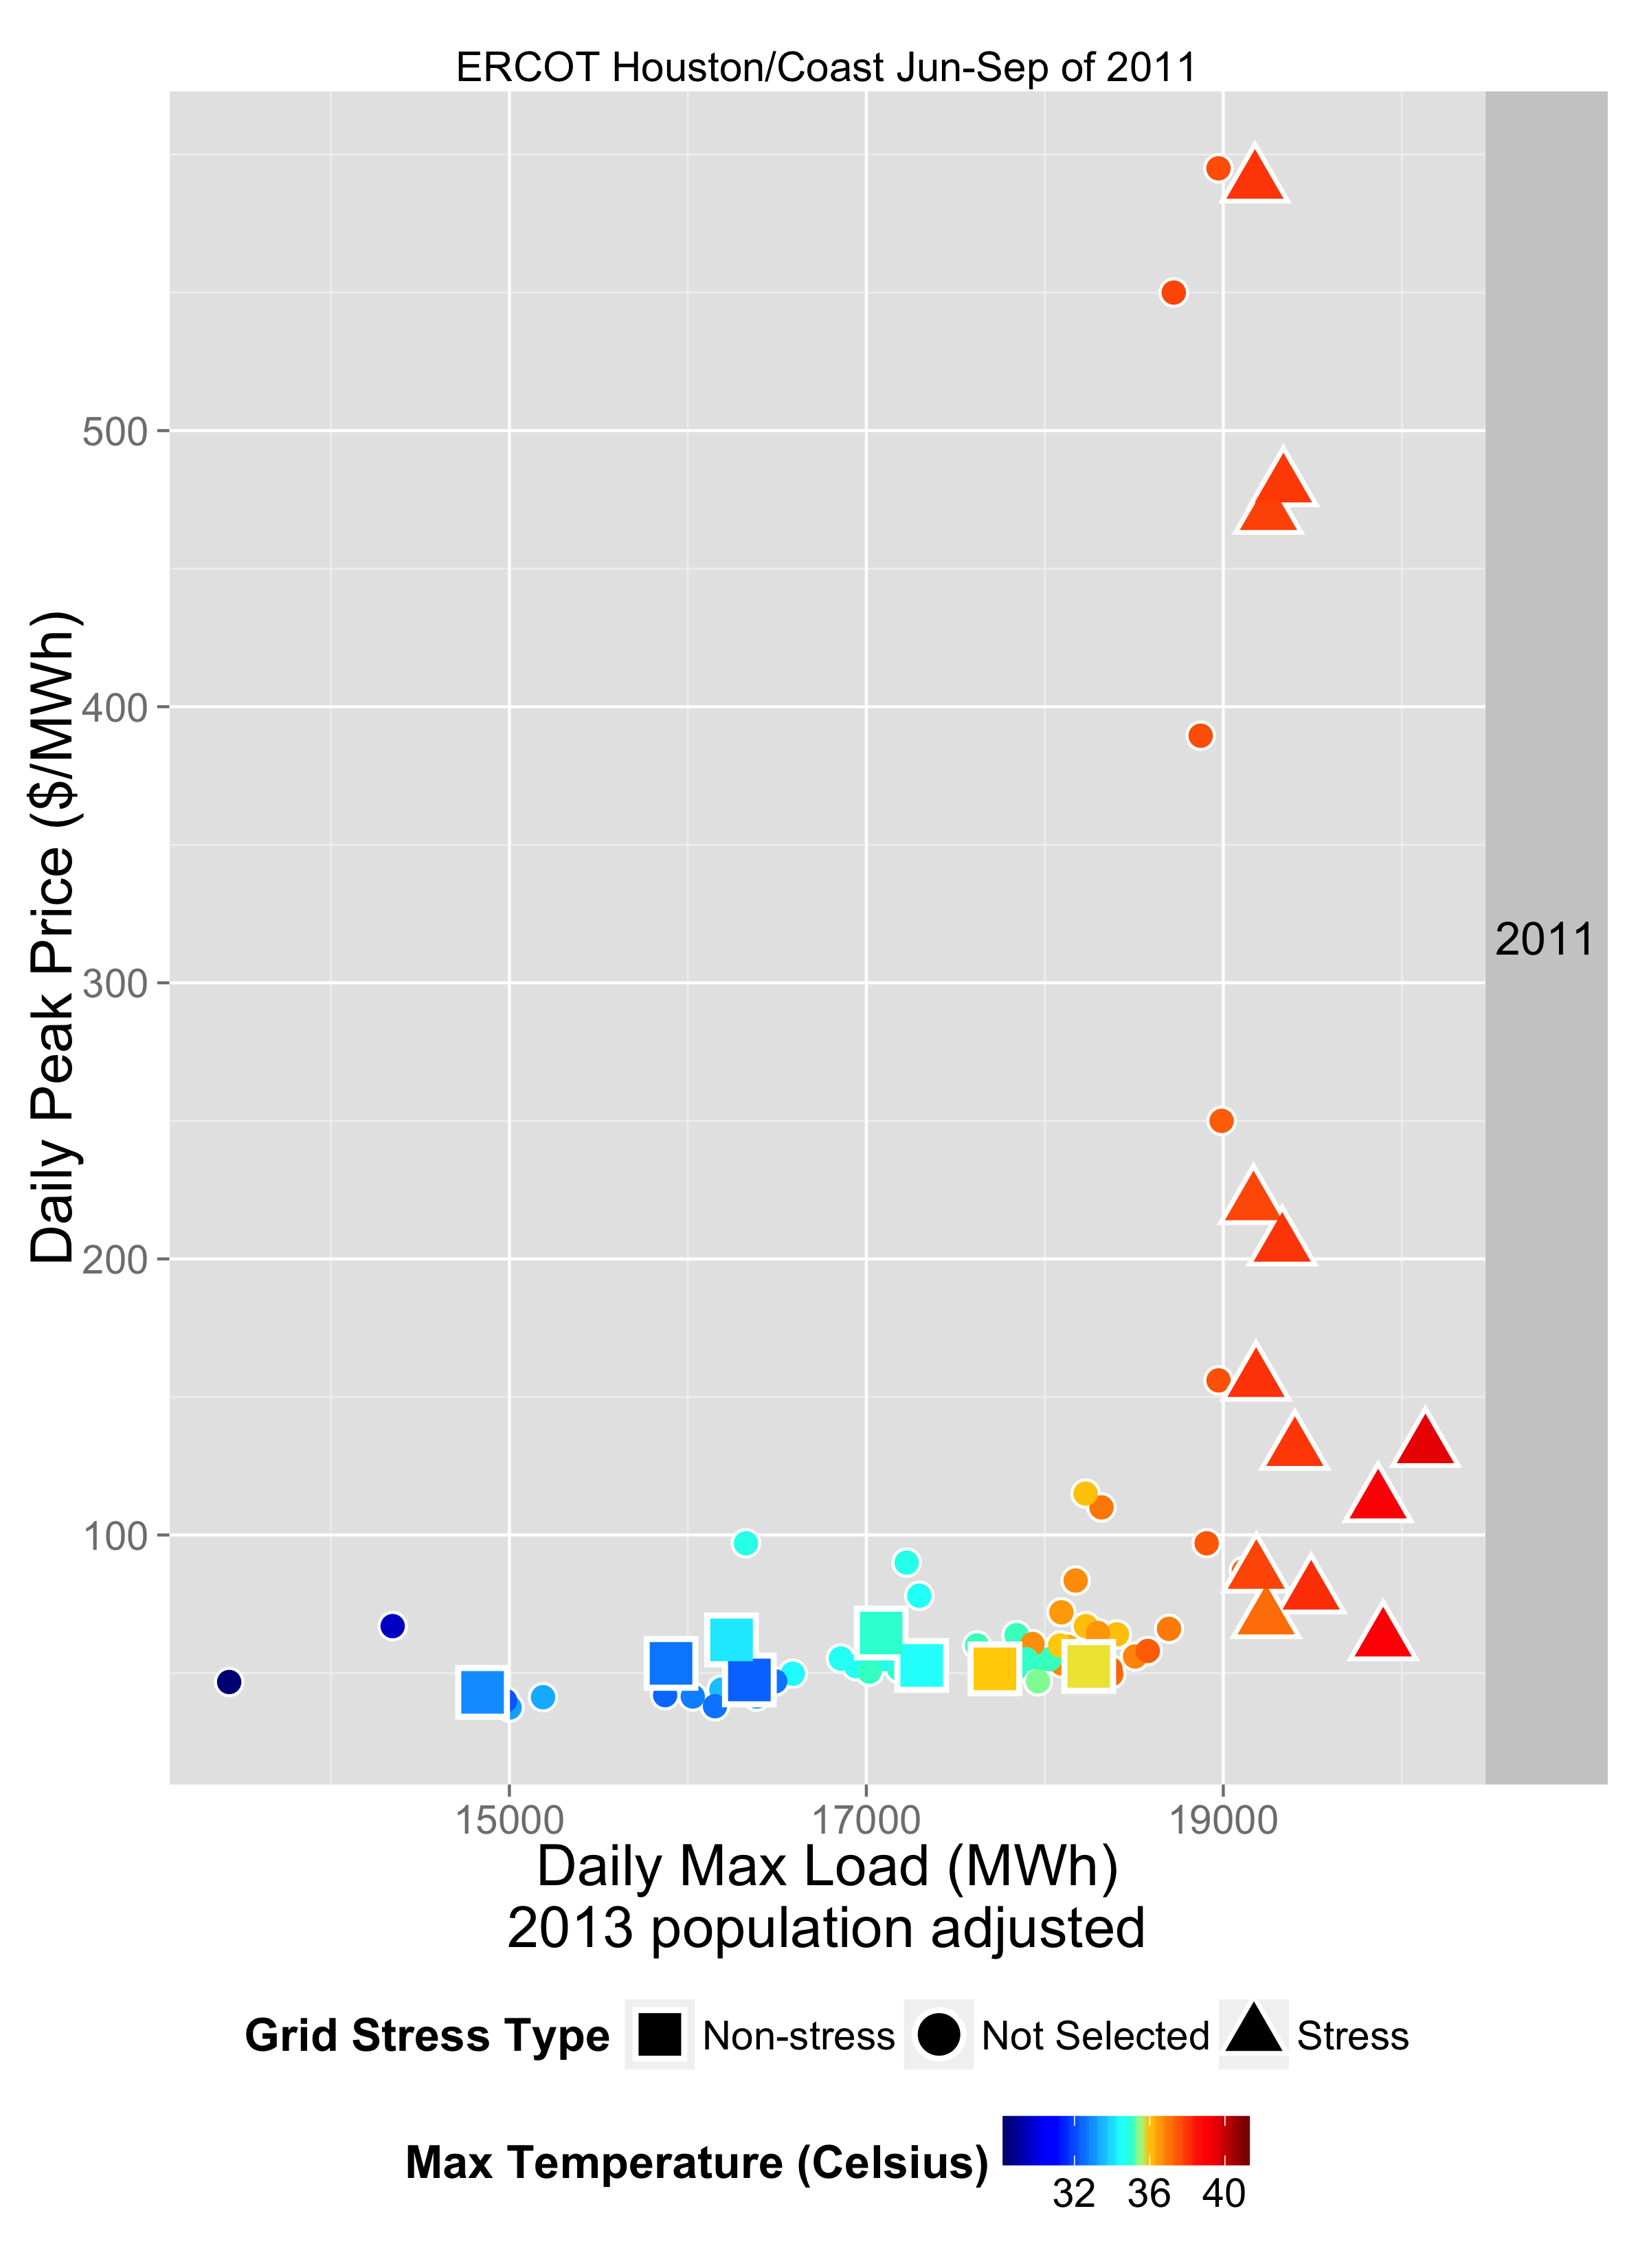 ERCOT Houston/Coast Jun-Sep of 2011
Daily Peak Price ($/MWh)
500
400
300
200
100
2011
15000 17000 19000
Daily Max Load (MWh)
2013 population adjusted
Grid Stress Type Non-stress Not Selected Stress
Max Temperature (Celsius)
32 36 40